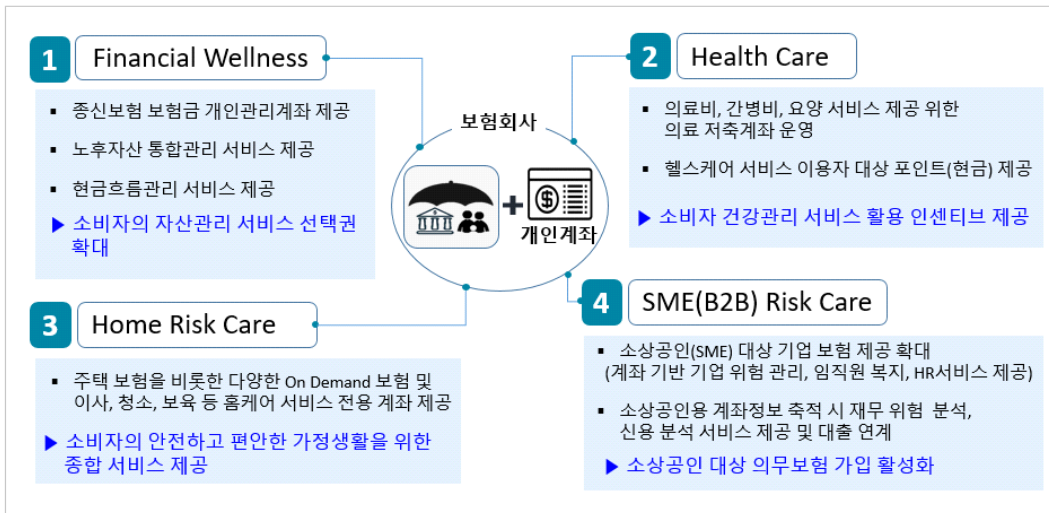 1 Financial Wellness
▪ 종신보험 보험금 개인관리계좌 제공
▪ 노후자산 통합관리 서비스 제공
▪ 현금흐름관리 서비스 제공
▶ 소비자의 자산관리 서비스 선택권
확대
보험회사
$
+
개인계좌
2 Health Care
▪ 의료비, 간병비, 요양 서비스 제공 위한
의료 저축계좌 운영
▪ 헬스케어 서비스 이용자 대상 포인트(현금) 제공
▶ 소비자 건강관리 서비스 활용 인센티브 제공
3 Home Risk Care
▪ 주택 보험을 비롯한 다양한 On Demand 보험 및
이사, 청소, 보육 등 홈케어 서비스 전용 계좌 제공
▶ 소비자의 안전하고 편안한 가정생활을 위한
종합 서비스 제공
4 SME(B2B) Risk Care
▪ 소상공인(SME) 대상 기업 보험 제공 확대
(계좌 기반 기업 위험 관리, 임직원 복지, HR서비스 제공)
▪ 소상공인용 계좌정보 축적 시 재무 위험 분석,
신용 분석 서비스 제공 및 대출 연계
▶ 소상공인 대상 의무보험 가입 활성화